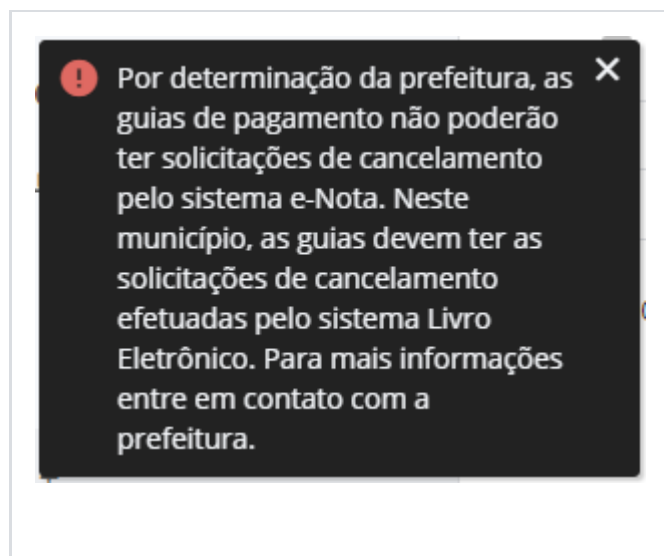 Por determinação da prefeitura, as
guias de pagamento não poderão
ter solicitações de cancelamento
pelo sistema e-Nota. Neste
município, as guias devem ter as
solicitações de cancelamento
efetuadas pelo sistema Livro
Eletrônico. Para mais informações
entre em contato com a
prefeitura.